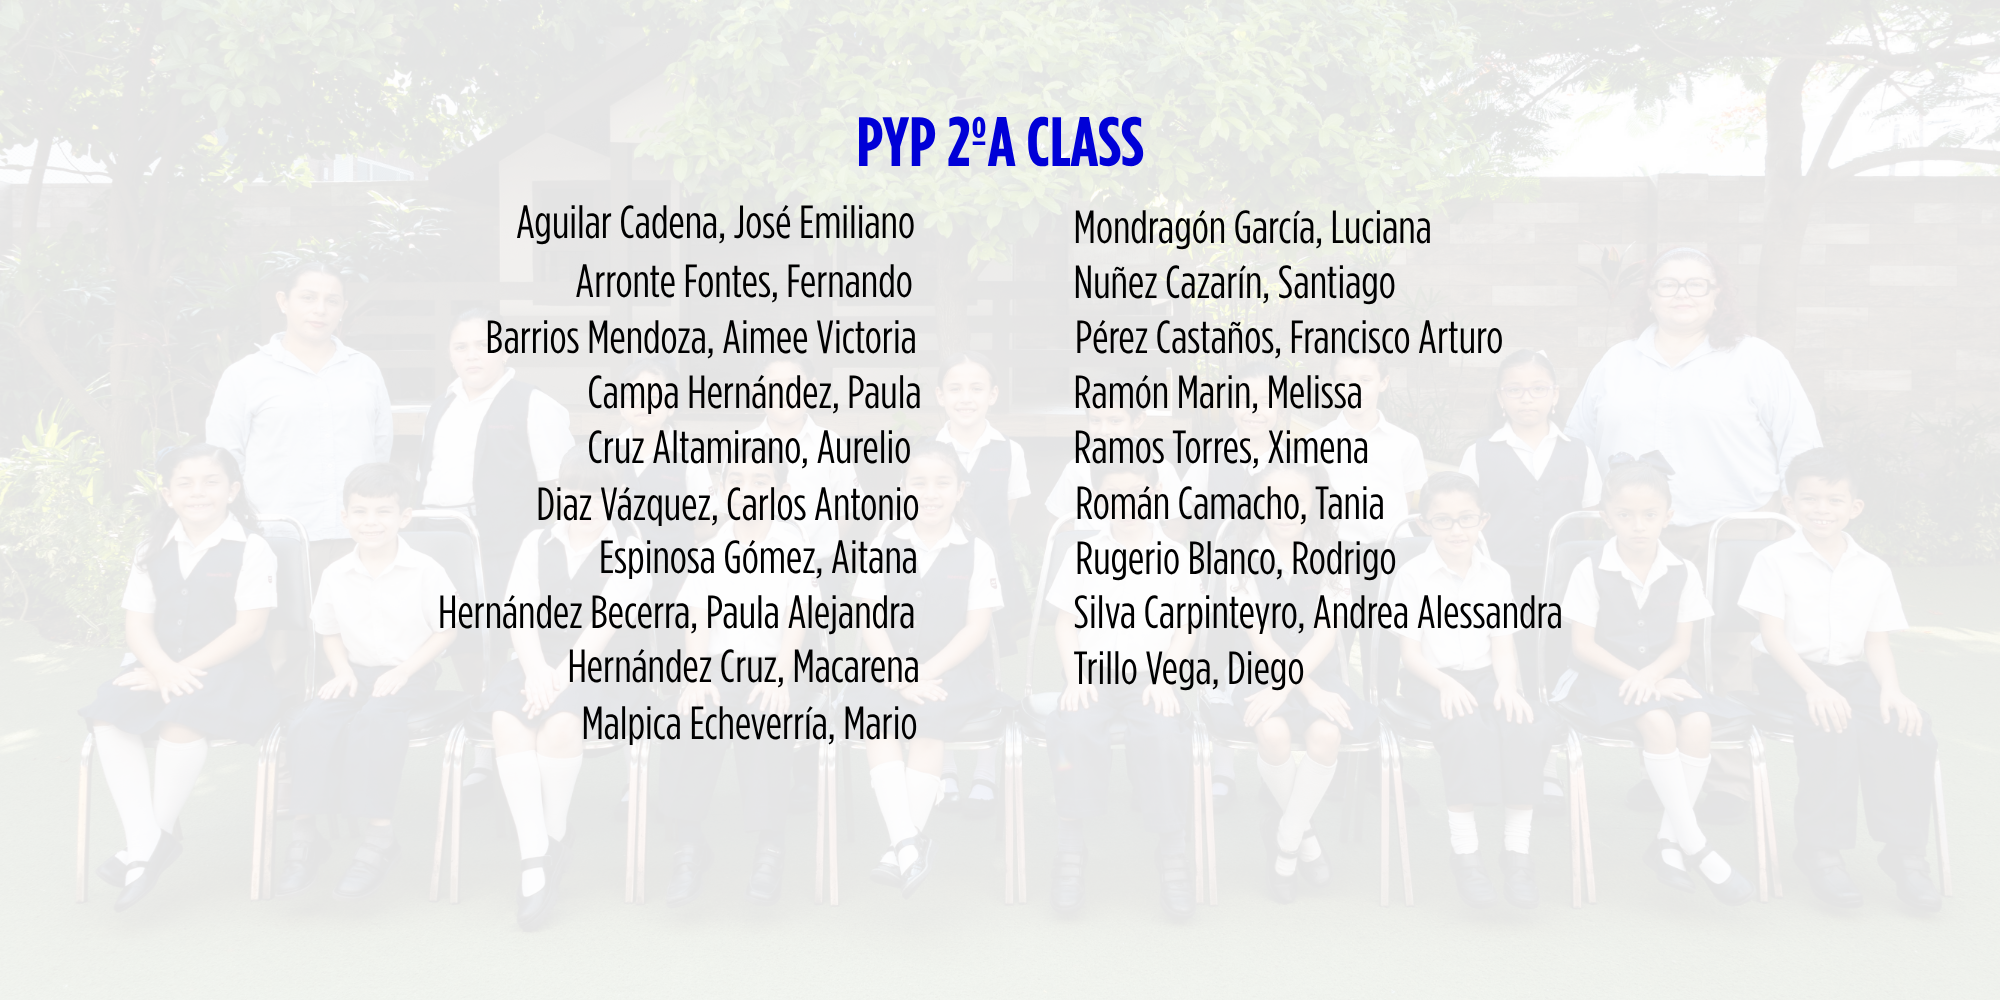 PYP 2ºA CLASS
Aguilar Cadena, José Emiliano
Arronte Fontes, Fernando
Barrios Mendoza, Aimee Victoria
Campa Hernández, Paula
Cruz Altamirano, Aurelio
Diaz Vázquez, Carlos Antonio
Espinosa Gómez, Aitana
Hernández Becerra, Paula Alejandra
Hernández Cruz, Macarena
Malpica Echeverría, Mario
Mondragón García, Luciana
Nuñez Cazarín, Santiago
Pérez Castaños, Francisco Arturo
Ramón Marin, Melissa
Ramos Torres, Ximena
Román Camacho, Tania
Rugerio Blanco, Rodrigo
Silva Carpinteyro, Andrea Alessandra
Trillo Vega, Diego